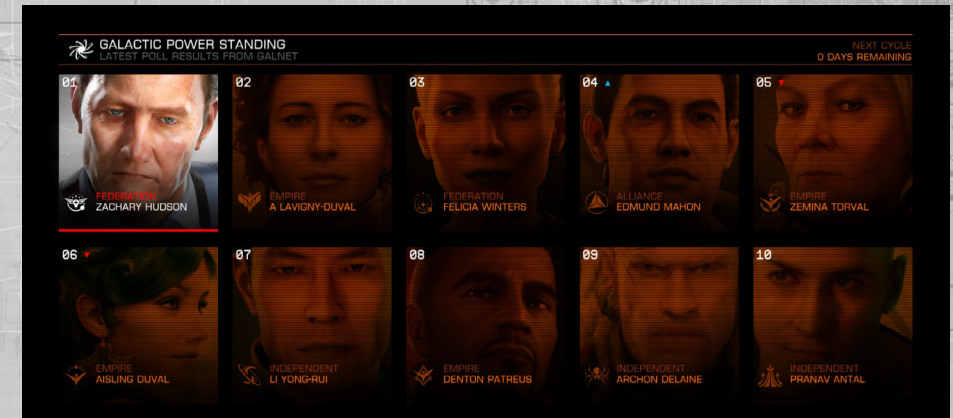 GALACTIC POWER STANDING
LATEST POLL RESULTS FROM GALNET
NEXT CYCLE
0 DAYS REMAINING
01
FEDERATION
ZACHARY HUDSON
02
EMPIRE
A LAVIGNY-DUVAL
03
FEDERATION
FELICIA WINTERS
04
ALLIANCE
EDMUND MAHON
05
EMPIRE
ZEMINA TORVAL
06
EMPIRE
AISLING DUVAL
07
INDEPENDENT
LI YONG-RUI
08
EMPIRE
DENTON PATREUS
09
INDEPENDENT
ARCHON DELAINE
10
INDEPENDENT
PRANAV ANTAL